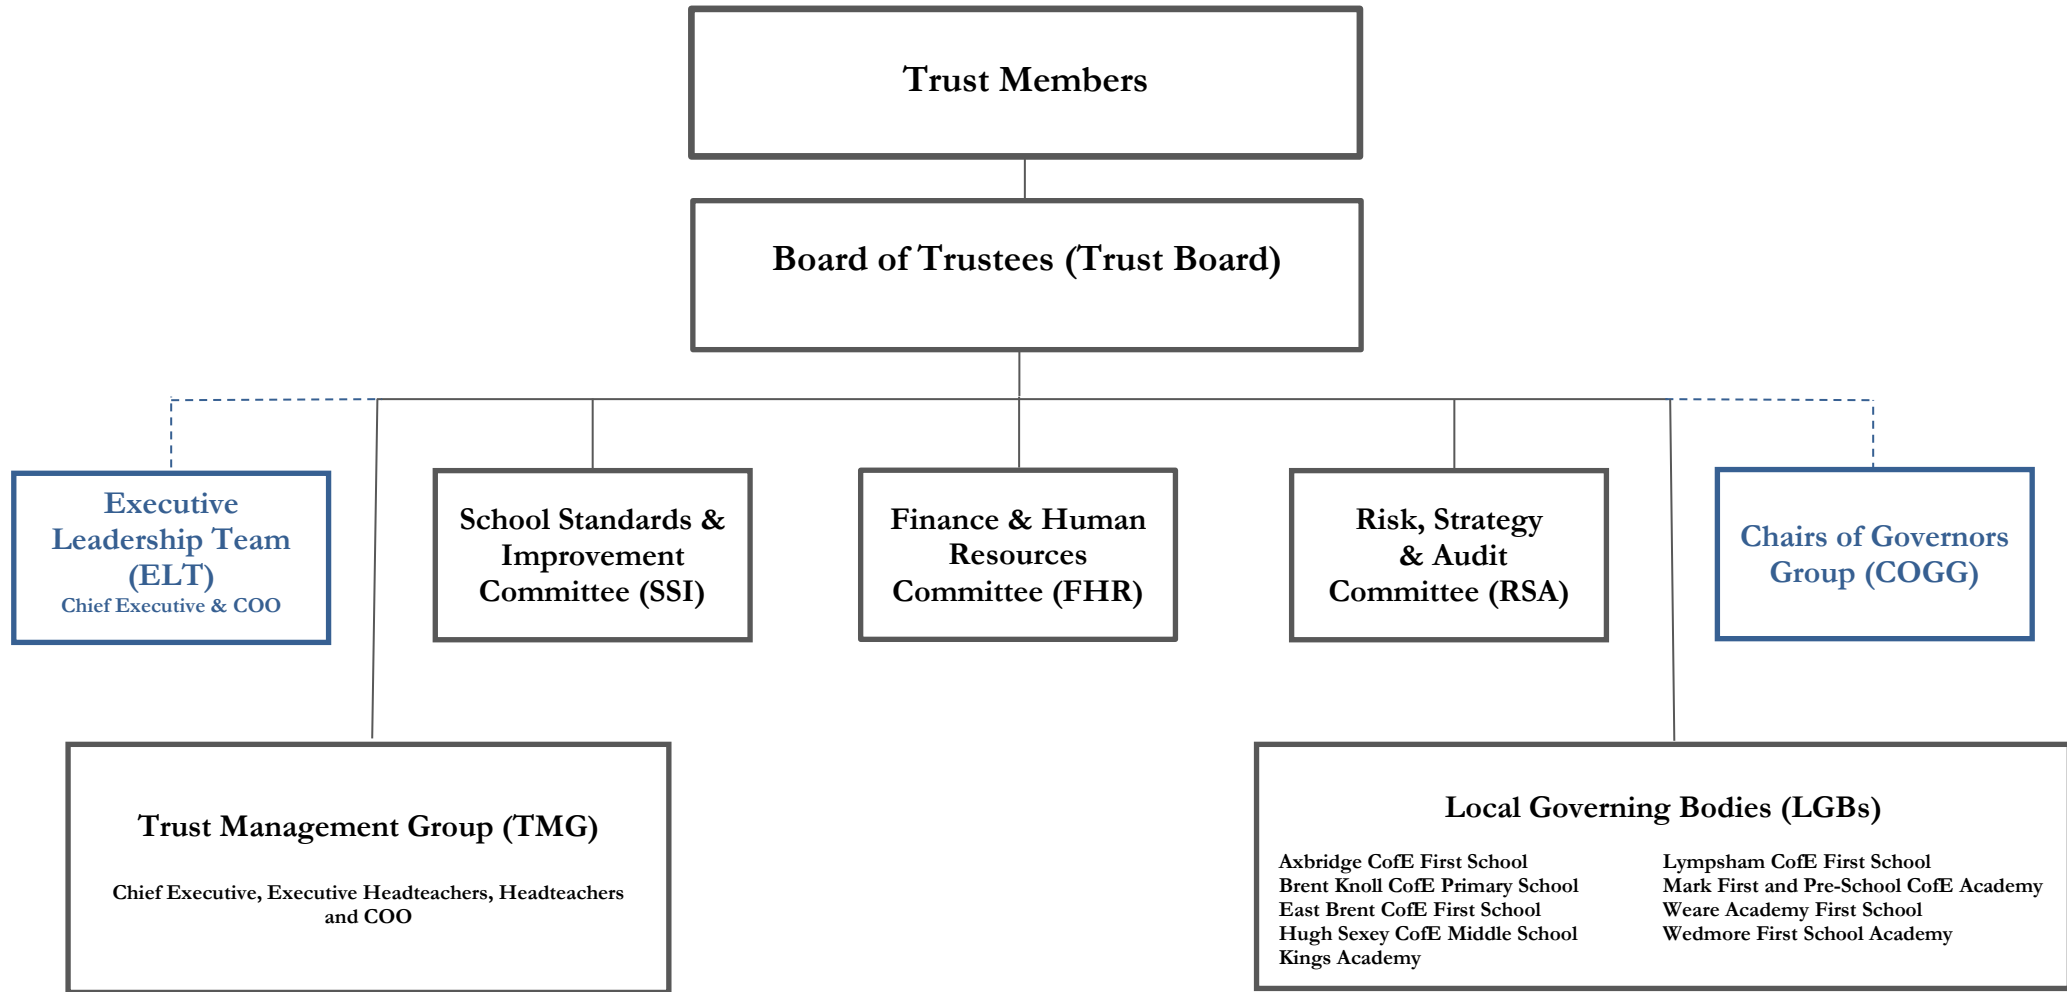 Trust Members
Board of Trustees (Trust Board)
Executive
Leadership Team
(ELT)
Chief Executive & COO
School Standards &
Improvement
Committee (SSI)
Finance & Human
Resources
Committee (FHR)
Risk, Strategy
& Audit
Committee (RSA)
Chairs of Governors
Group (COGG)
Trust Management Group (TMG)
Chief Executive, Executive Headteachers, Headteachers
and COO
Local Governing Bodies (LGBs)
Axbridge CofE First School
Brent Knoll CofE Primary School
East Brent CofE First School
Hugh Sexey CofE Middle School
Kings Academy
Lympsham CofE First School
Mark First and Pre-School CofE Academy
Weare Academy First School
Wedmore First School Academy